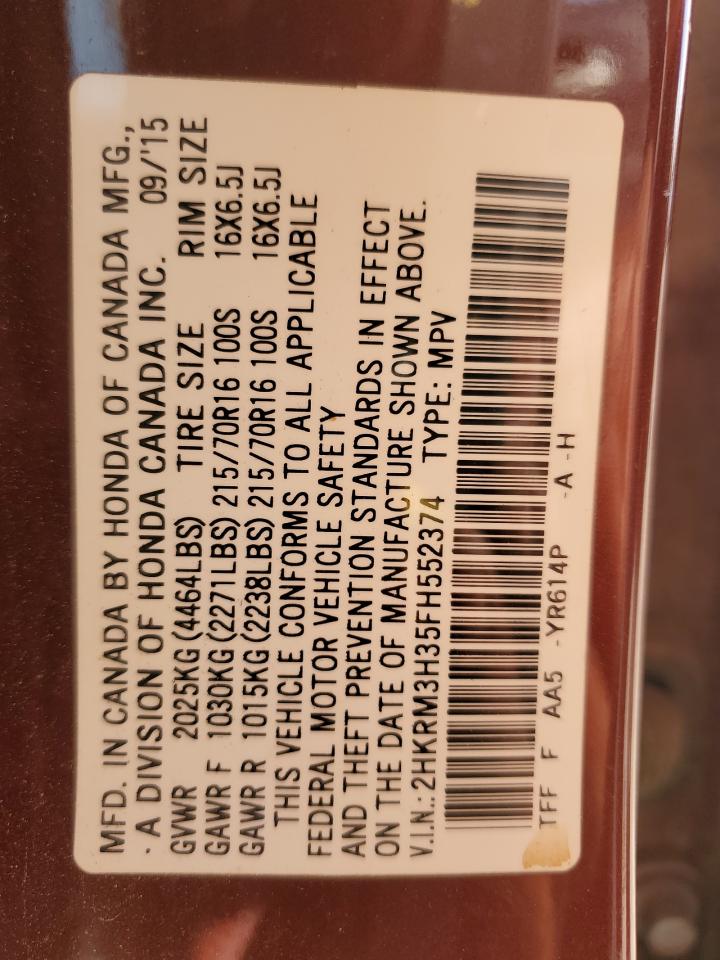 MFD. IN CANADA BY HONDA OF CANADA MFG.,
· A DIVISION OF HONDA CANADA INC. 09/'15
GVWR 2025KG(4464LBS) TIRE SIZE RIM SIZE
GAWR F 1030KG(2271LBS) 215/70R16 100S 16X6.5J
GAWR R 1015KG(2238LBS) 215/70R16 100S 16X6.5J
THIS VEHICLE CONFORMS TO ALL APPLICABLE
FEDERAL MOTOR VEHICLE SAFETY
AND THEFT PREVENTION STANDARDS IN EFFECT
ON THE DATE OF MANUFACTURE SHOWN ABOVE.
V.I.N.: 2HKRM3H35FH552374 TYPE: MPV
TFF F AA5 -YR614P -A -H